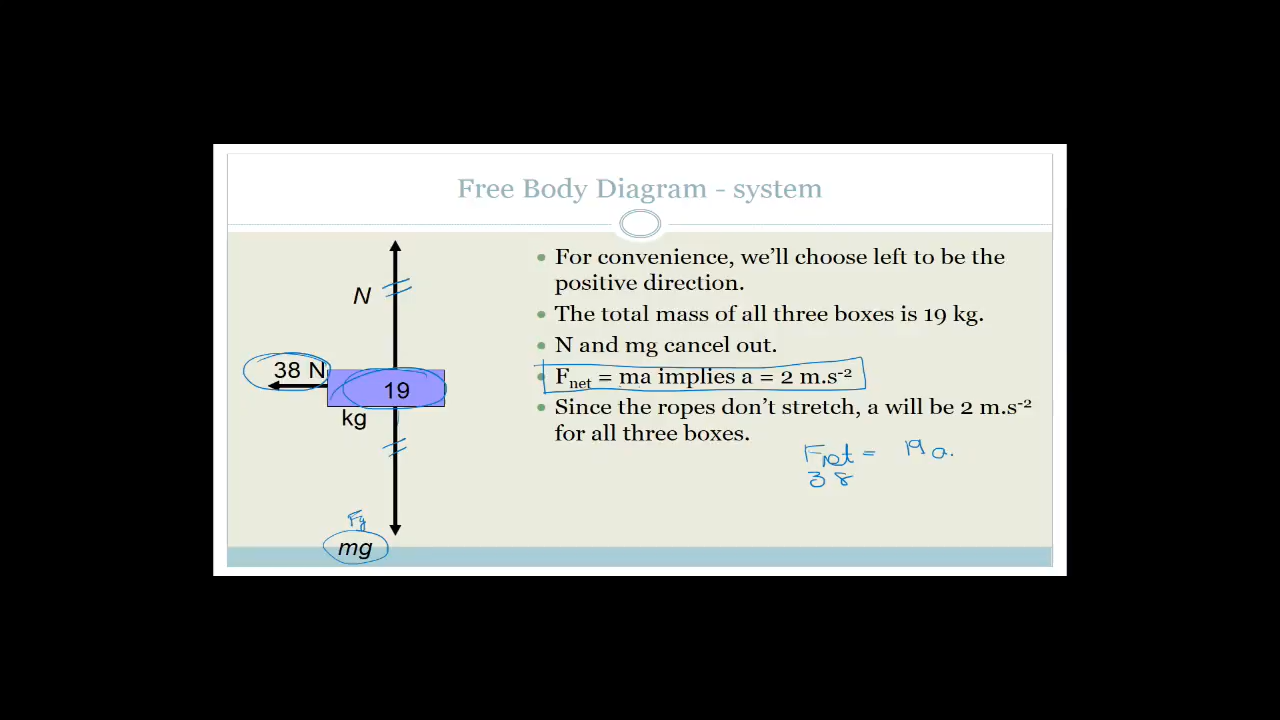 Free Body Diagram - system
N
38 N
19
kg
Fg
mg
• For convenience, we'll choose left to be the
positive direction.
• The total mass of all three boxes is 19 kg.
• N and mg cancel out.
• Fnet = ma implies a = 2 m.s⁻²
• Since the ropes don't stretch, a will be 2 m.s⁻²
for all three boxes.
Fnet = 19 a.
38